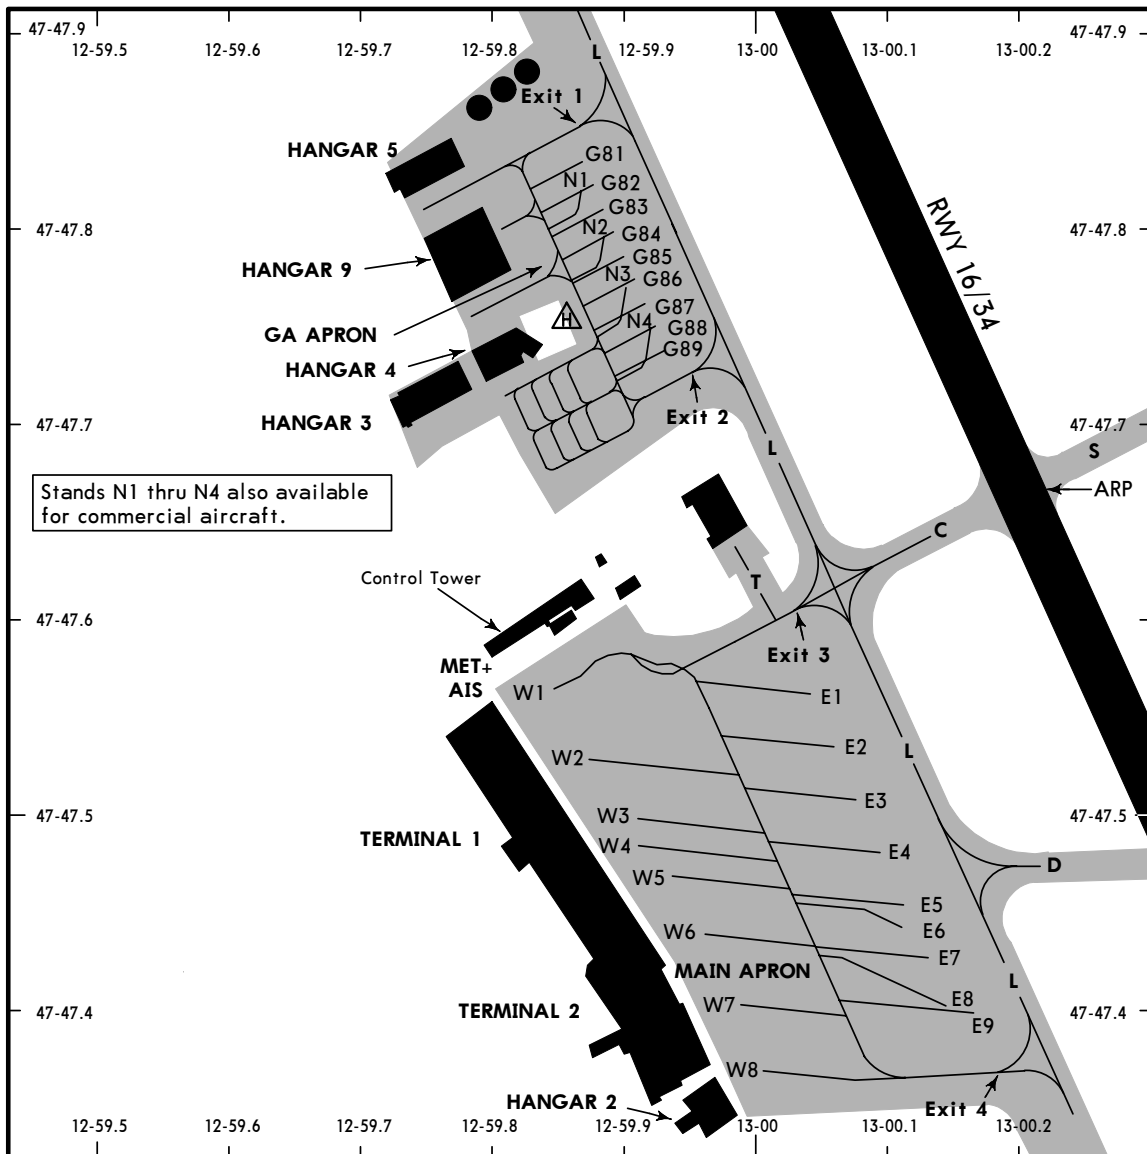 47-47.9
12-59.5
12-59.6
12-59.7
12-59.8
12-59.9
13-00
13-00.1
13-00.2
47-47.9
L
Exit 1
HANGAR 5
G81
N1
G82
G83
N2
G84
G85
N3
G86
G87
N4
G88
G89
47-47.8
47-47.8
RWY 16/34
HANGAR 9
GA APRON
H
HANGAR 4
HANGAR 3
Exit 2
47-47.7
47-47.7
L
S
ARP
Stands N1 thru N4 also available
for commercial aircraft.
C
Control Tower
T
47-47.6
47-47.6
Exit 3
MET+
AIS
W1
E1
W2
E2
L
E3
47-47.5
47-47.5
W3
TERMINAL 1
W4
E4
D
W5
E5
E6
W6
E7
MAIN APRON
L
E8
W7
E9
TERMINAL 2
47-47.4
47-47.4
W8
HANGAR 2
Exit 4
12-59.5
12-59.6
12-59.7
12-59.8
12-59.9
13-00
13-00.1
13-00.2